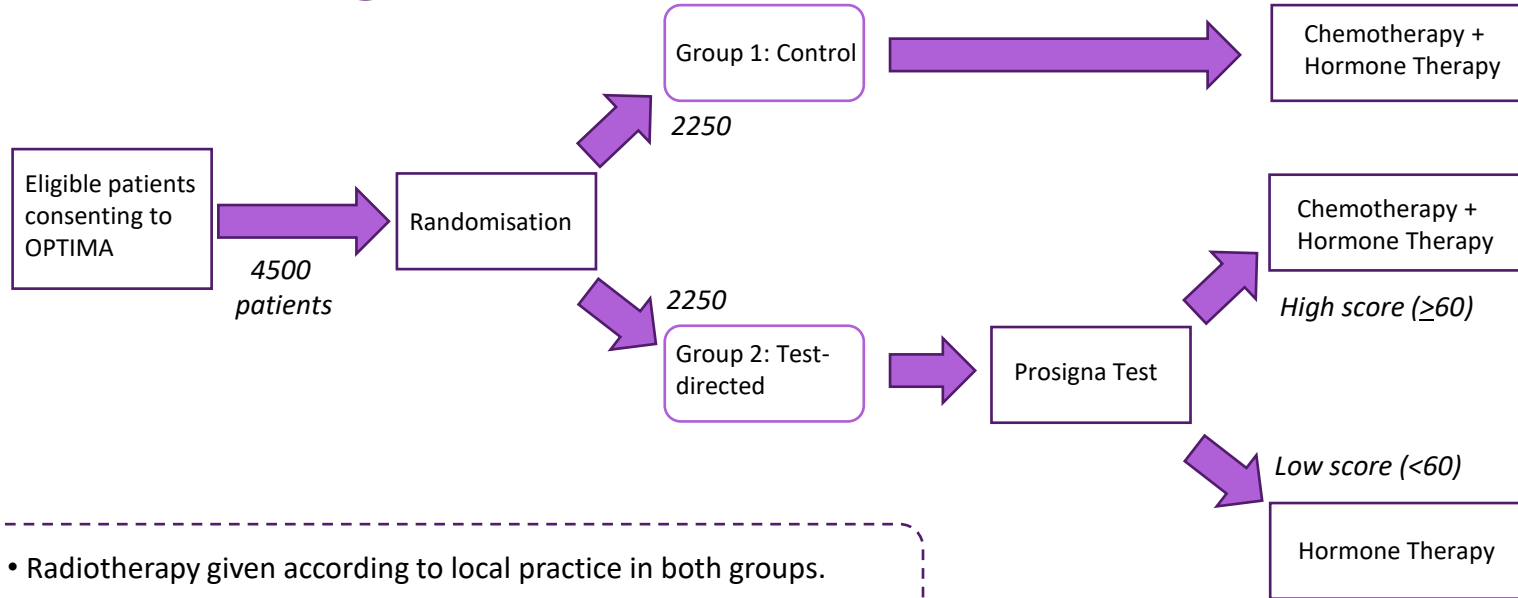 Eligible patients
consenting to
OPTIMA
4500
patients
Randomisation
2250
Group 1: Control
Chemotherapy +
Hormone Therapy
2250
Group 2: Test-
directed
Prosigna Test
Chemotherapy +
Hormone Therapy
High score (≥60)
Low score (<60)
Hormone Therapy
• Radiotherapy given according to local practice in both groups.